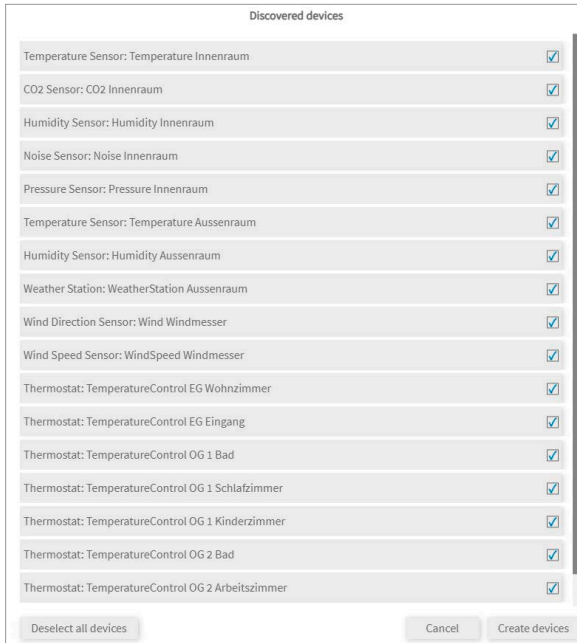 Discovered devices
Temperature Sensor: Temperature Innenraum
CO2 Sensor: CO2 Innenraum
Humidity Sensor: Humidity Innenraum
Noise Sensor: Noise Innenraum
Pressure Sensor: Pressure Innenraum
Temperature Sensor: Temperature Aussenraum
Humidity Sensor: Humidity Aussenraum
Weather Station: WeatherStation Aussenraum
Wind Direction Sensor: Wind Windmesser
Wind Speed Sensor: WindSpeed Windmesser
Thermostat: TemperatureControl EG Wohnzimmer
Thermostat: TemperatureControl EG Eingang
Thermostat: TemperatureControl OG 1 Bad
Thermostat: TemperatureControl OG 1 Schlafzimmer
Thermostat: TemperatureControl OG 1 Kinderzimmer
Thermostat: TemperatureControl OG 2 Bad
Thermostat: TemperatureControl OG 2 Arbeitszimmer
Deselect all devices Cancel Create devices